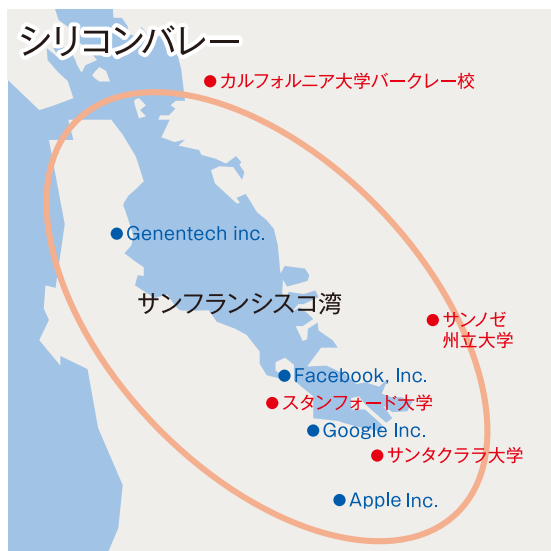 シリコンバレー
カルフォルニア大学バークレー校
Genentech inc.
サンフランシスコ湾
サンノゼ
州立大学
Facebook, Inc.
スタンフォード大学
Google Inc.
サンタクララ大学
Apple Inc.